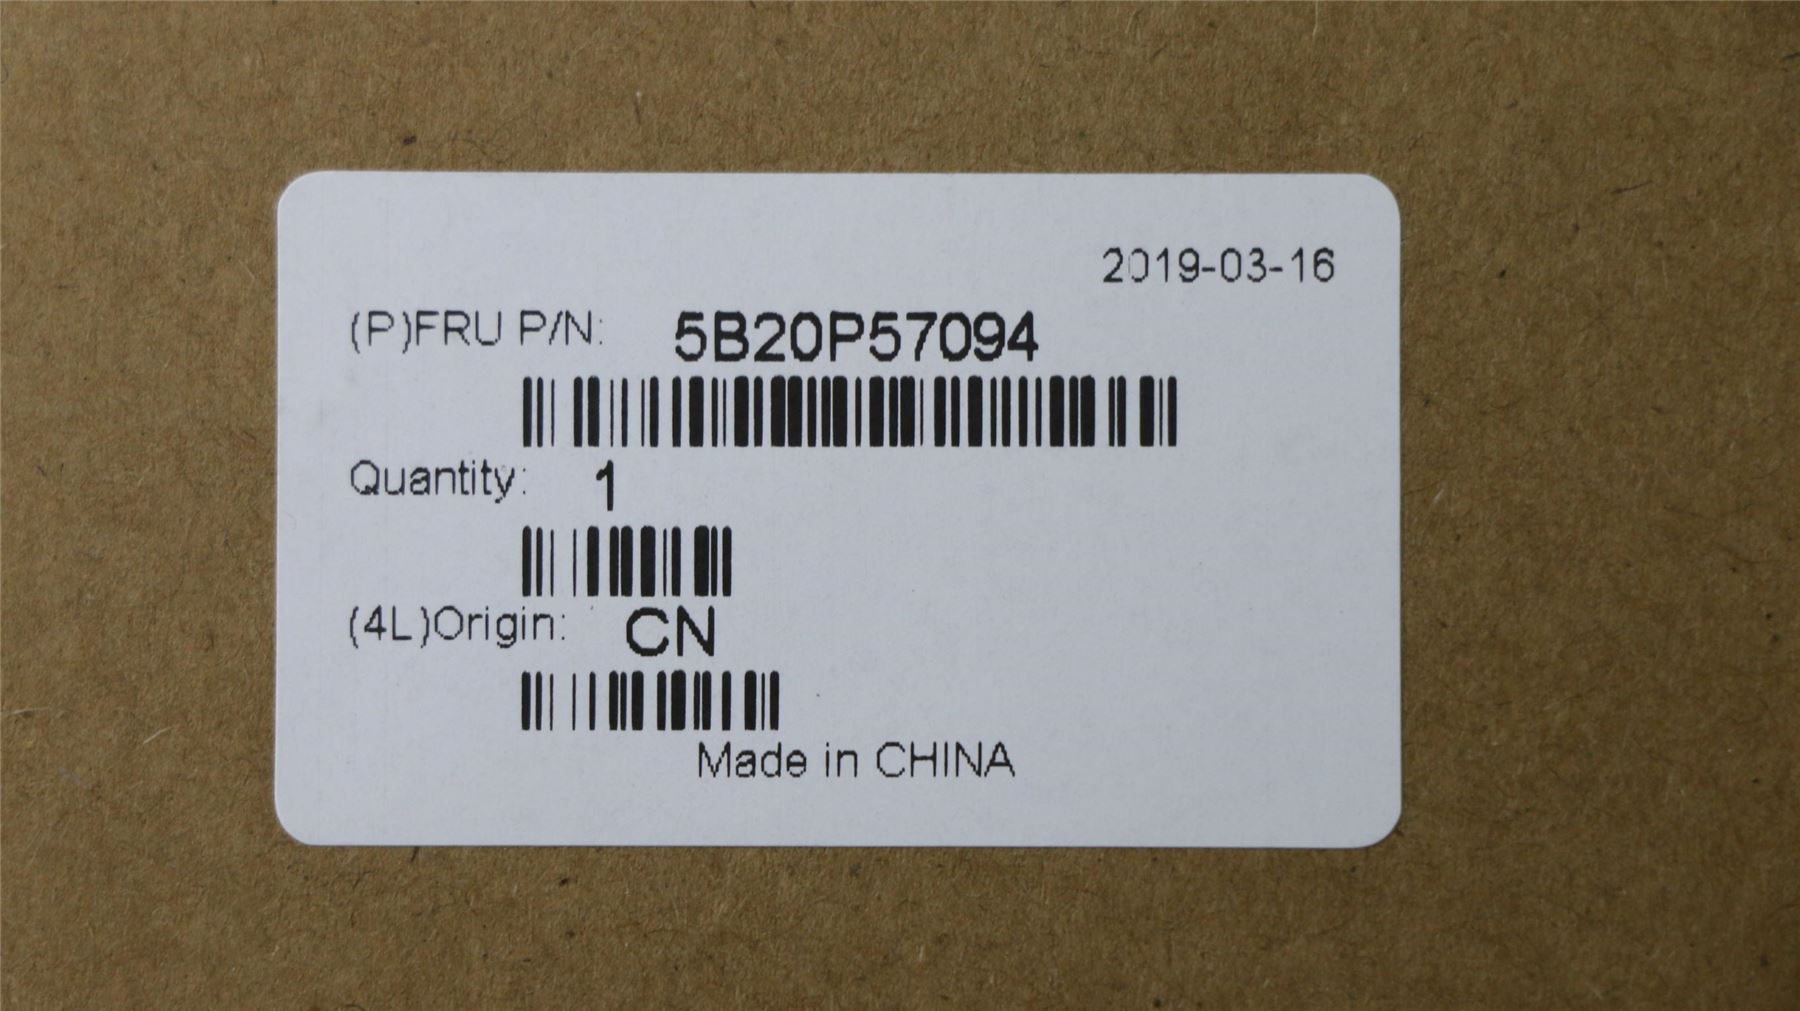 2019-03-16
(P)FRU P/N: 5B20P57094
Quantity: 1
(4L)Origin: CN
Made in CHINA